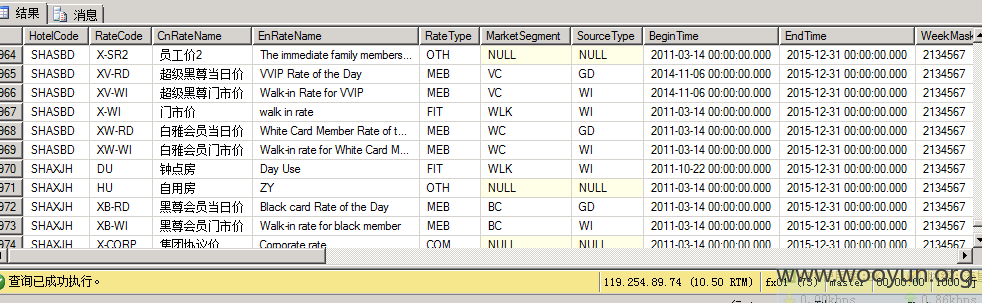 结果 消息
HotelCode RateCode CnRateName EnRateName RateType MarketSegment SourceType BeginTime EndTime WeekMask
964 SHASBD X-SR2 员工价2 The immediate family members... OTH NULL NULL 2011-03-14 00:00:00.000 2015-12-31 00:00:00.000 2134567
965 SHASBD XV-RD 超级黑尊当日价 VVIP Rate of the Day MEB VC GD 2014-11-06 00:00:00.000 2015-12-31 00:00:00.000 2134567
966 SHASBD XV-WI 超级黑尊门市价 Walk-in Rate for VVIP MEB VC WI 2014-11-06 00:00:00.000 2015-12-31 00:00:00.000 2134567
967 SHASBD X-WI 门市价 walk in rate FIT WLK WI 2011-03-14 00:00:00.000 2015-12-31 00:00:00.000 2134567
968 SHASBD XW-RD 白雅会员当日价 White Card Member Rate of t... MEB WC GD 2011-03-14 00:00:00.000 2015-12-31 00:00:00.000 2134567
969 SHASBD XW-WI 白雅会员门市价 Walk-in rate for White Card M... MEB WC WI 2011-03-14 00:00:00.000 2015-12-31 00:00:00.000 2134567
970 SHAXJH DU 钟点房 Day Use FIT WLK WI 2011-10-22 00:00:00.000 2015-12-31 00:00:00.000 2134567
971 SHAXJH HU 自用房 ZY OTH NULL NULL 2011-03-14 00:00:00.000 2015-12-31 00:00:00.000 2134567
972 SHAXJH XB-RD 黑尊会员当日价 Black card Rate of the Day MEB BC GD 2011-03-14 00:00:00.000 2015-12-31 00:00:00.000 2134567
973 SHAXJH XB-WI 黑尊会员门市价 Walk-in rate for black member MEB BC WI 2011-03-14 00:00:00.000 2015-12-31 00:00:00.000 2134567
974 SHAXJH X-CORP 集团协议价 Corporate rate COM NULL NULL 2011-03-14 00:00:00.000 2015-12-31 00:00:00.000 2134567
查询已成功执行。 119.254.89.74 (10.50 RTM) fx01 (75) master 00:00:00 1000 行
www.wooyun.org
0.00kbps 0.86kbps